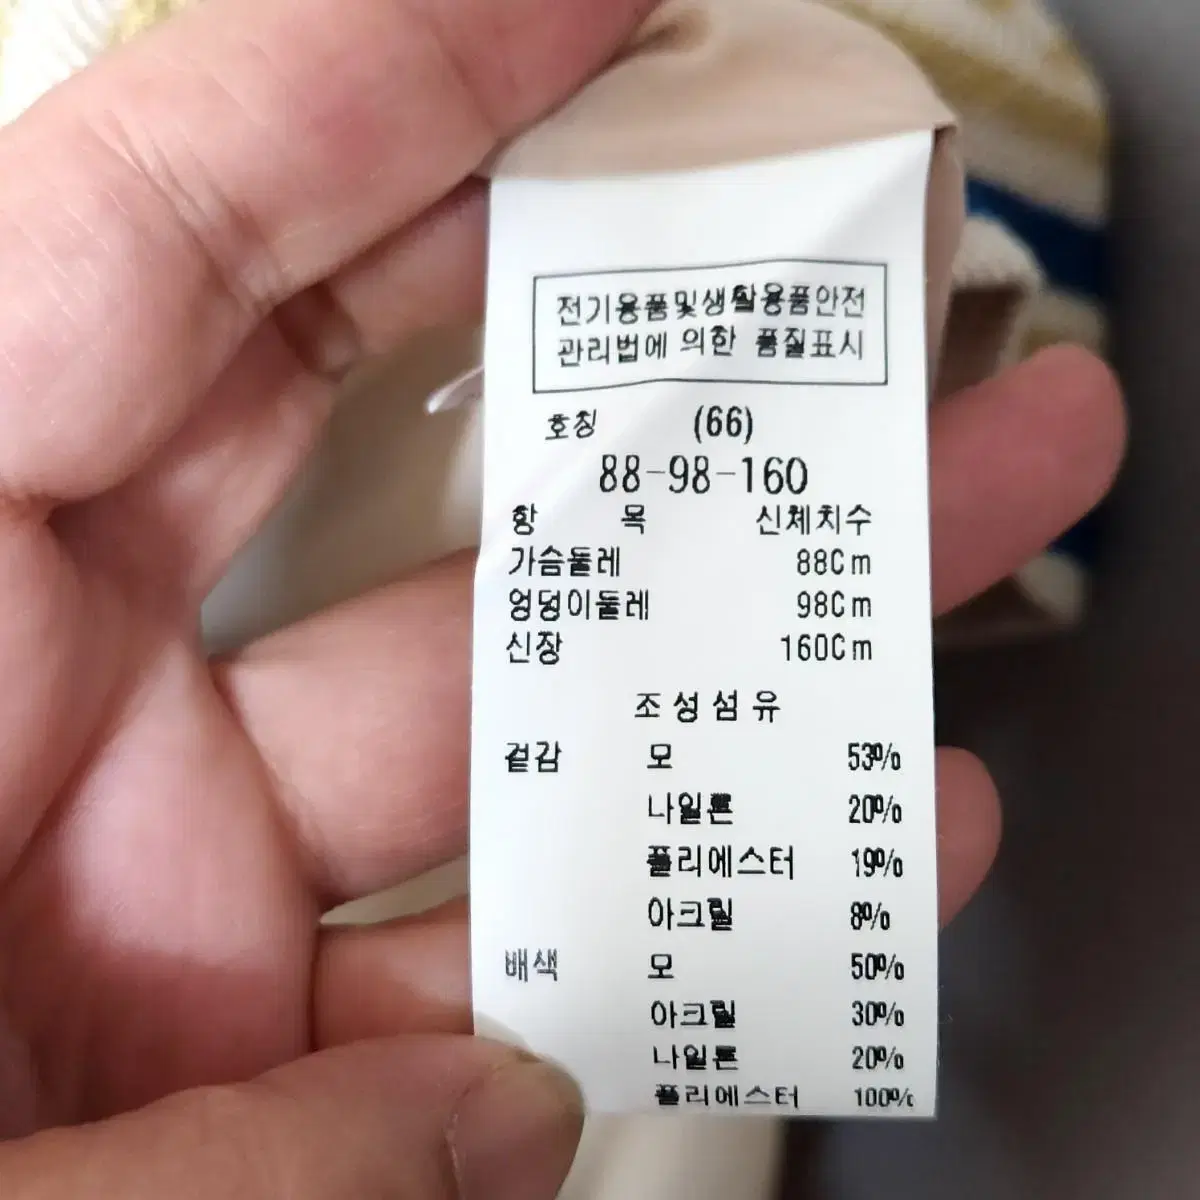 전기용품및생활용품안전
관리법에 의한 품질표시
호칭 (66)
88-98-160
항 목 신체치수
가슴둘레 88Cm
엉덩이둘레 98Cm
신장 160Cm
조성섬유
겉감 모 53%
나일론 20%
폴리에스터 19%
아크릴 8%
배색 모 50%
아크릴 30%
나일론 20%
폴리에스터 100%